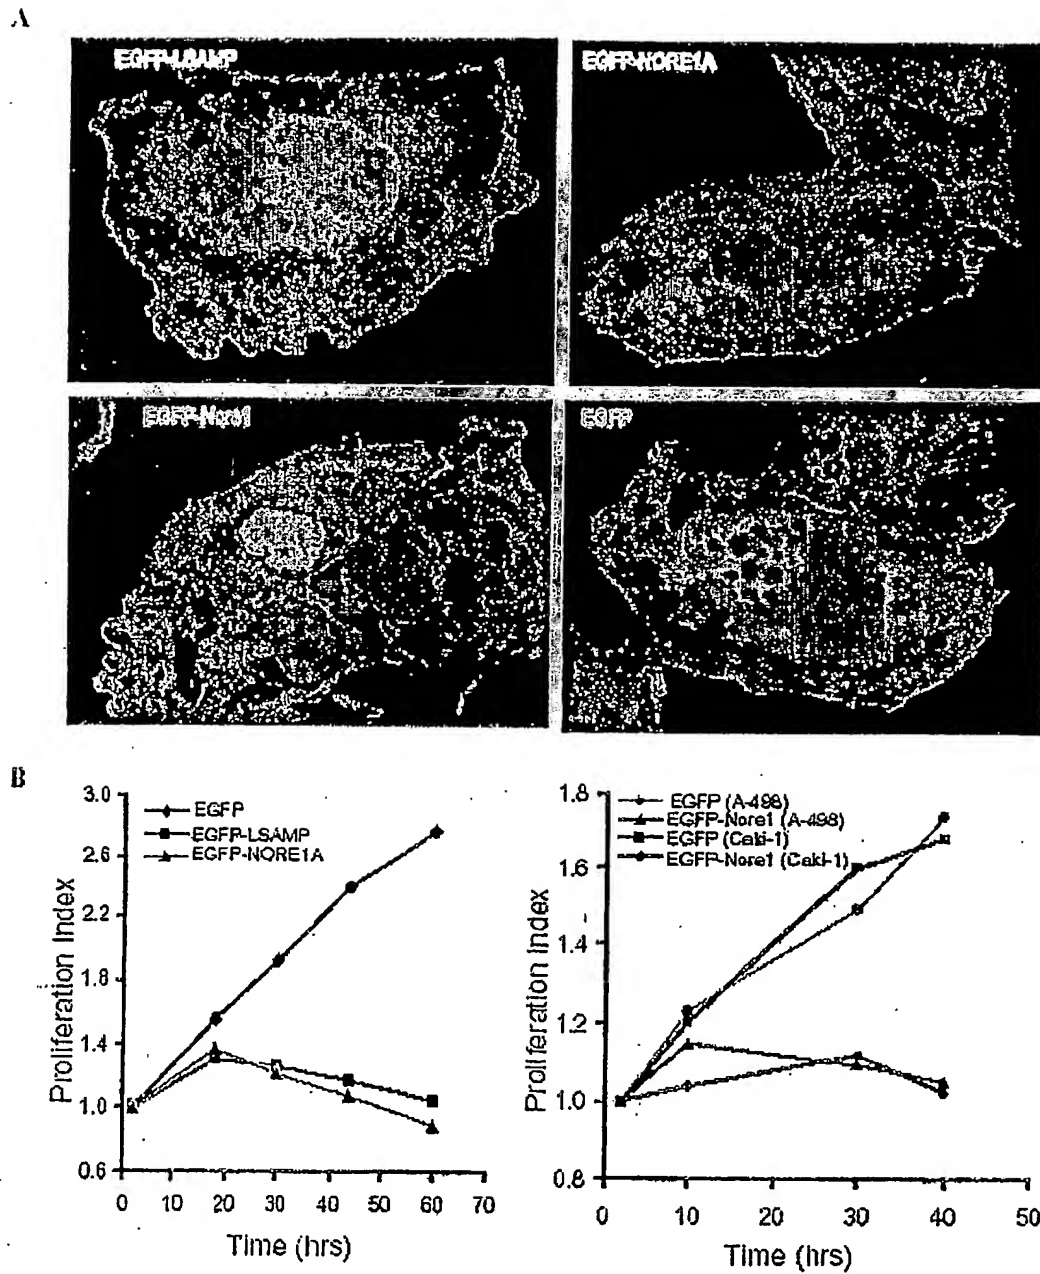 A
EGFP-LSAMP
EGFP-NORE1A
EGFP-Nore1
EGFP
B
3.0
2.6
2.2
1.8
1.4
1.0
0.6
Proliferation Index
EGFP
EGFP-LSAMP
EGFP-NORE1A
0 10 20 30 40 50 60 70
Time (hrs)
1.8
1.6
1.4
1.2
1.0
0.8
Proliferation Index
EGFP (A-498)
EGFP-Nore1 (A-498)
EGFP (Caki-1)
EGFP-Nore1 (Caki-1)
0 10 20 30 40 50
Time (hrs)